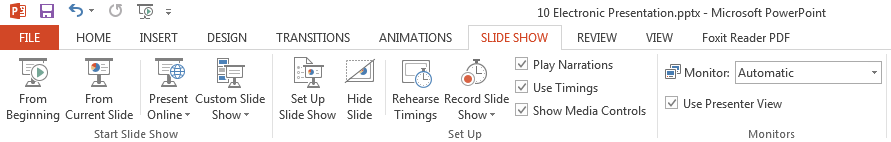 10 Electronic Presentation.pptx - Microsoft PowerPoint
FILE HOME INSERT DESIGN TRANSITIONS ANIMATIONS SLIDE SHOW REVIEW VIEW Foxit Reader PDF
From
Beginning
From
Current Slide
Present
Online
Custom Slide
Show
Start Slide Show
Set Up
Slide Show
Hide
Slide
Rehearse
Timings
Record Slide
Show
Play Narrations
Use Timings
Show Media Controls
Set Up
Monitor: Automatic
Use Presenter View
Monitors